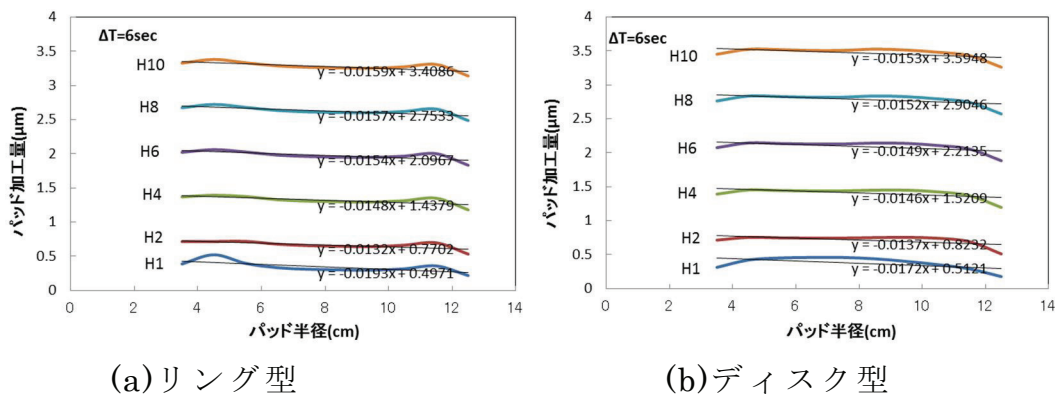 4
3.5
3
2.5
2
1.5
1
0.5
0
パッド加工量(μm)
ΔT=6sec
H10
y = -0.0159x + 3.4086
H8
y = -0.0157x + 2.7533
H6
y = -0.0154x + 2.0967
H4
y = -0.0148x + 1.4379
H2
y = -0.0132x + 0.7702
H1
y = -0.0193x + 0.4971
0 2 4 6 8 10 12 14
パッド半径(cm)
(a)リング型
4
3.5
3
2.5
2
1.5
1
0.5
0
パッド加工量(μm)
ΔT=6sec
H10
y = -0.0153x + 3.5948
H8
y = -0.0152x + 2.9046
H6
y = -0.0149x + 2.2135
H4
y = -0.0146x + 1.5209
H2
y = -0.0137x + 0.8232
H1
y = -0.0172x + 0.5121
0 2 4 6 8 10 12 14
パッド半径(cm)
(b)ディスク型